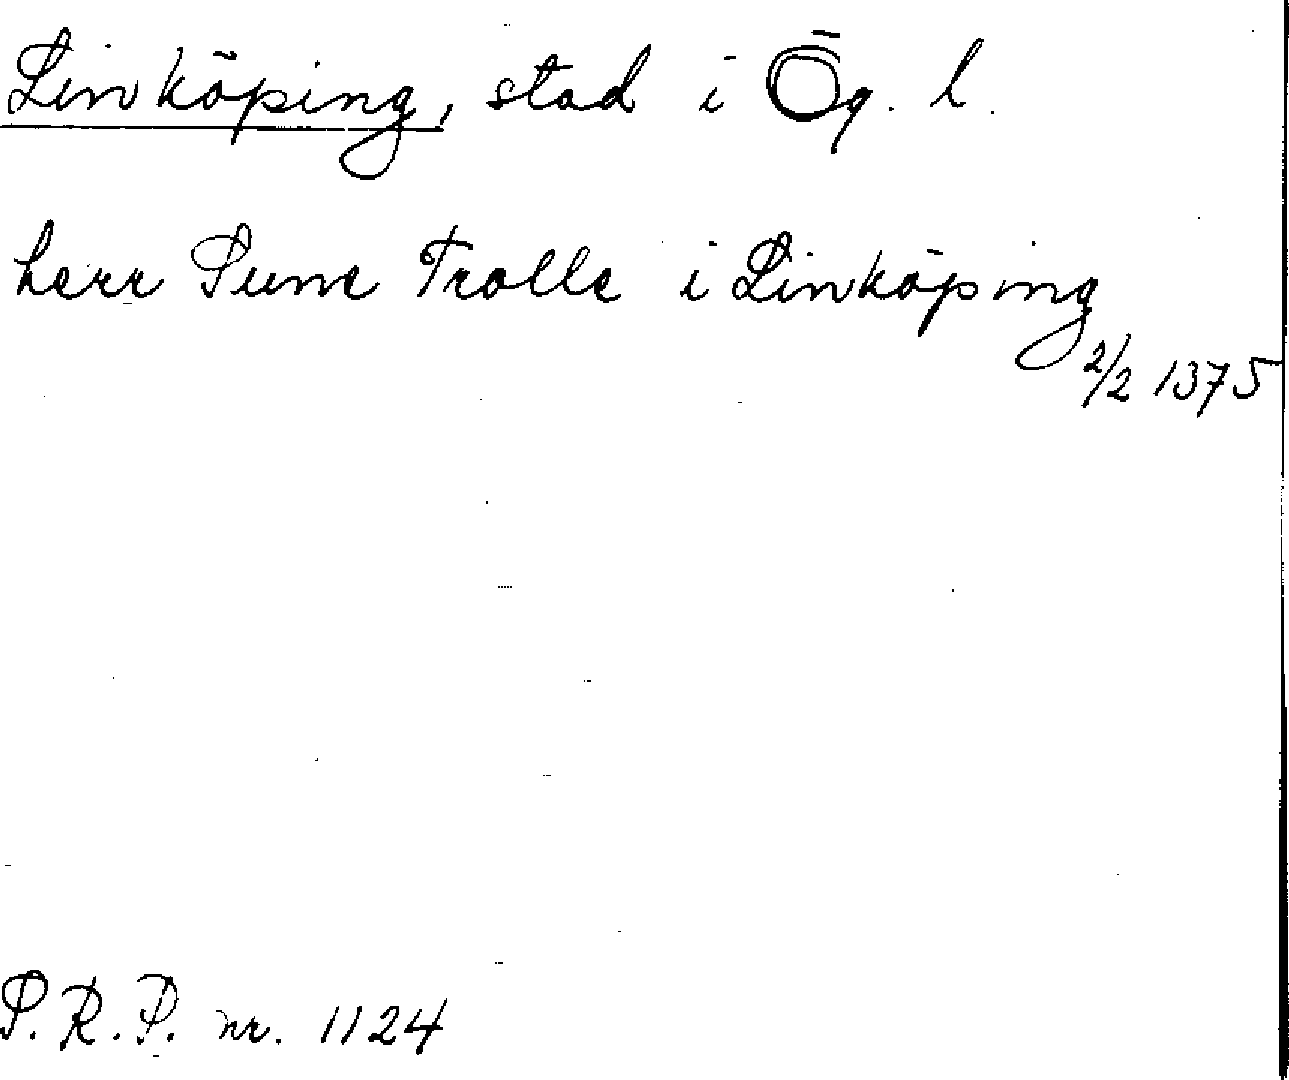 Linköping, stad i Ög. l.
herr Sune Trolle i Linköping
2/2 1375
S.R.P. nr. 1124